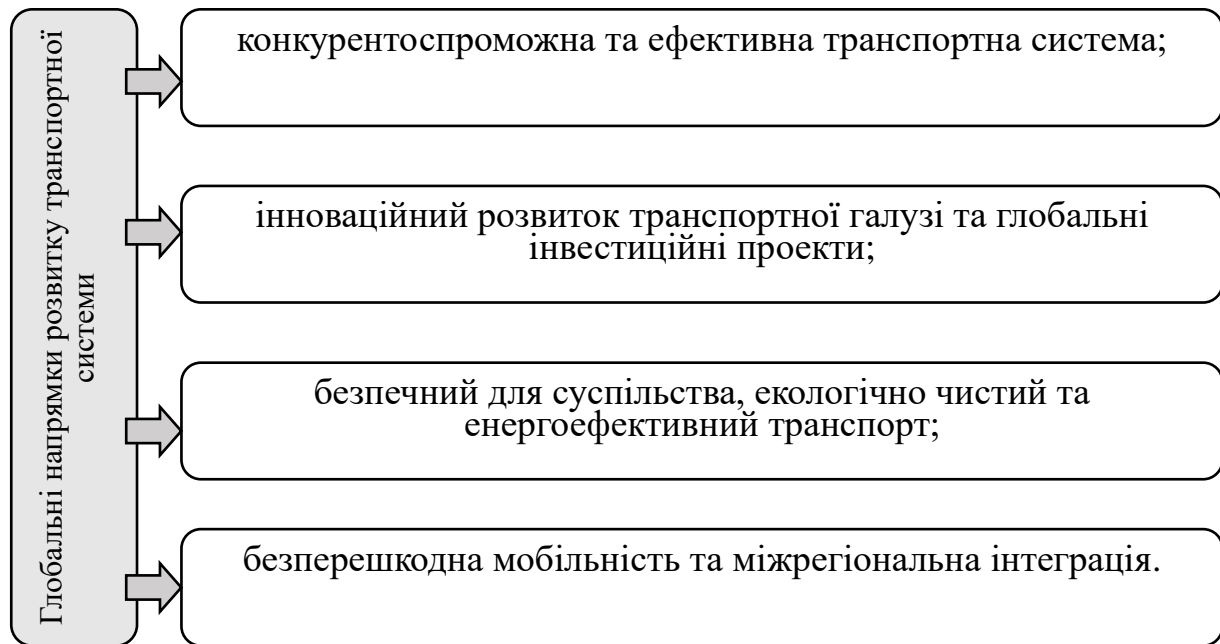 Глобальні напрямки розвитку транспортної
системи
конкурентоспроможна та ефективна транспортна система;
інноваційний розвиток транспортної галузі та глобальні
інвестиційні проекти;
безпечний для суспільства, екологічно чистий та
енергоефективний транспорт;
безперешкодна мобільність та міжрегіональна інтеграція.